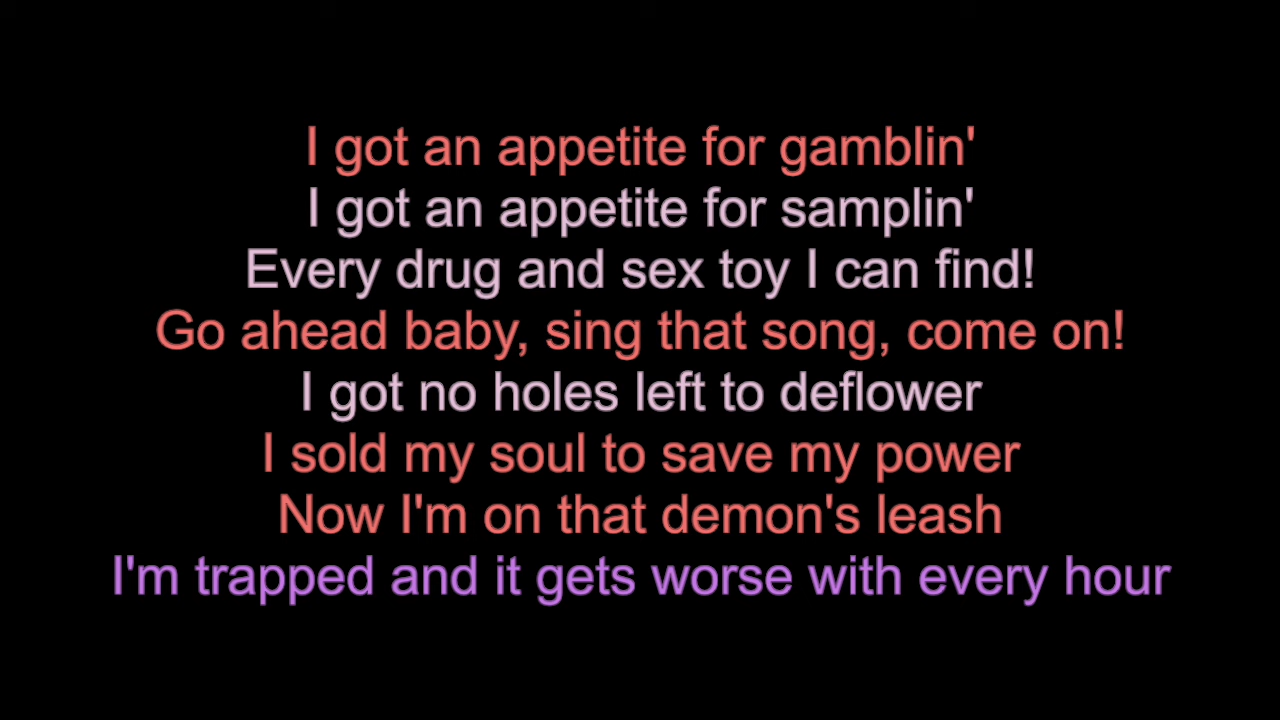 I got an appetite for gamblin'
I got an appetite for samplin'
Every drug and sex toy I can find!
Go ahead baby, sing that song, come on!
I got no holes left to deflower
I sold my soul to save my power
Now I'm on that demon's leash
I'm trapped and it gets worse with every hour